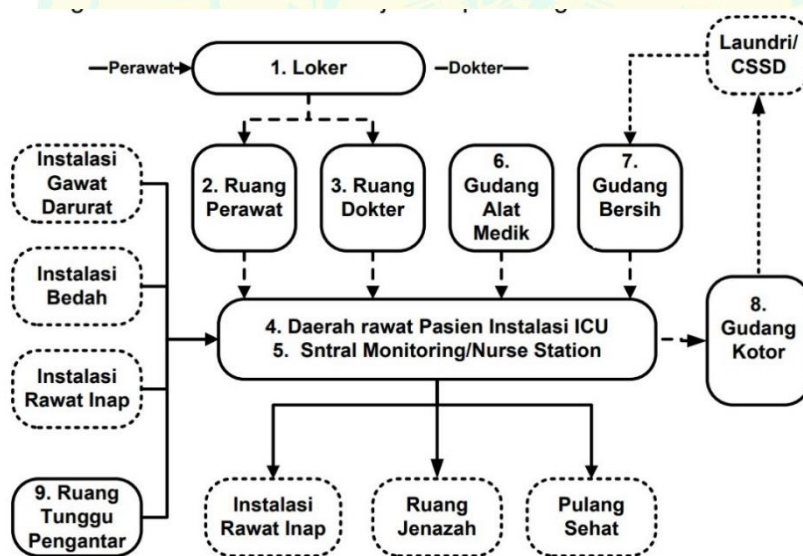 Perawat
1. Loker
Dokter
Laundri/
CSSD
Instalasi
Gawat
Darurat
2. Ruang
Perawat
3. Ruang
Dokter
6.
Gudang
Alat
Medik
7.
Gudang
Bersih
Instalasi
Bedah
4. Daerah rawat Pasien Instalasi ICU
5. Sntral Monitoring/Nurse Station
8.
Gudang
Kotor
Instalasi
Rawat Inap
9. Ruang
Tunggu
Pengantar
Instalasi
Rawat Inap
Ruang
Jenazah
Pulang
Sehat